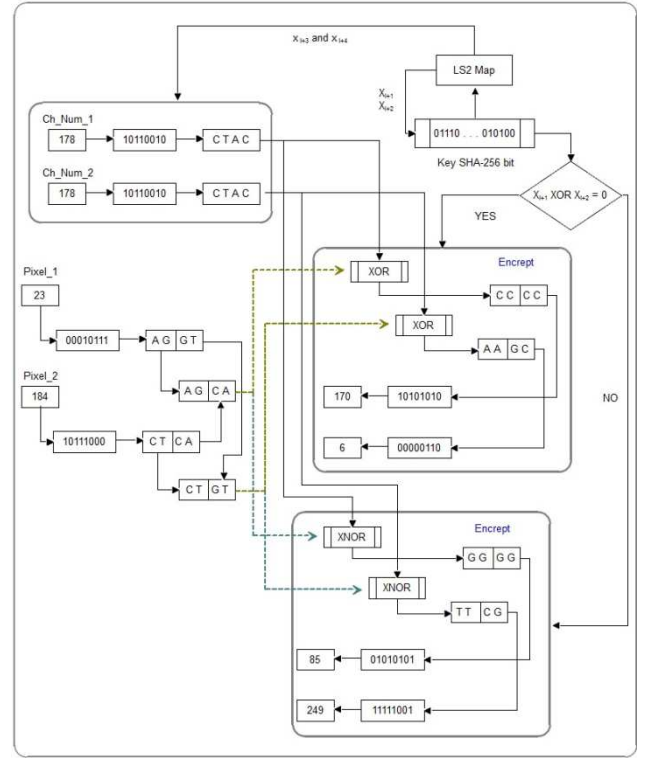 x i+3 and x i+4
LS2 Map
X i+1
X i+2
01110 . . . 010100
Key SHA-256 bit
X i+1 XOR X i+2 = 0
YES
NO
Ch_Num_1
178 10110010 C T A C
Ch_Num_2
178 10110010 C T A C
Encrept
XOR
C C C C
XOR
A A G C
170 10101010
6 00000110
Pixel_1
23
00010111 A G G T
Pixel_2
184
A G C A
10111000 C T C A
C T G T
Encrept
XNOR
G G G G
XNOR
T T C G
85 01010101
249 11111001